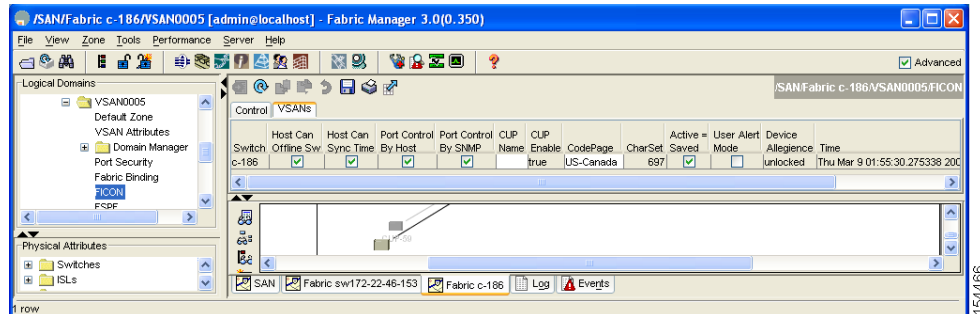 /SAN/Fabric c-186/VSAN0005 [admin@localhost] - Fabric Manager 3.0(0.350)
File View Zone Tools Performance Server Help
Advanced
Logical Domains
VSAN0005
Default Zone
VSAN Attributes
Domain Manager
Port Security
Fabric Binding
FICON
FSPF
Physical Attributes
Switches
ISLs
1 row
/SAN/Fabric c-186/VSAN0005/FICON
Control VSANs
Host Can Host Can Port Control Port Control CUP CUP Active = User Alert Device
Switch Offline Sw Sync Time By Host By SNMP Name Enable CodePage CharSet Saved Mode Allegience Time
c-186 true US-Canada 697 unlocked Thu Mar 9 01:55:30.275338 200
CUP-59
SAN Fabric sw172-22-46-153 Fabric c-186 Log Events
154466